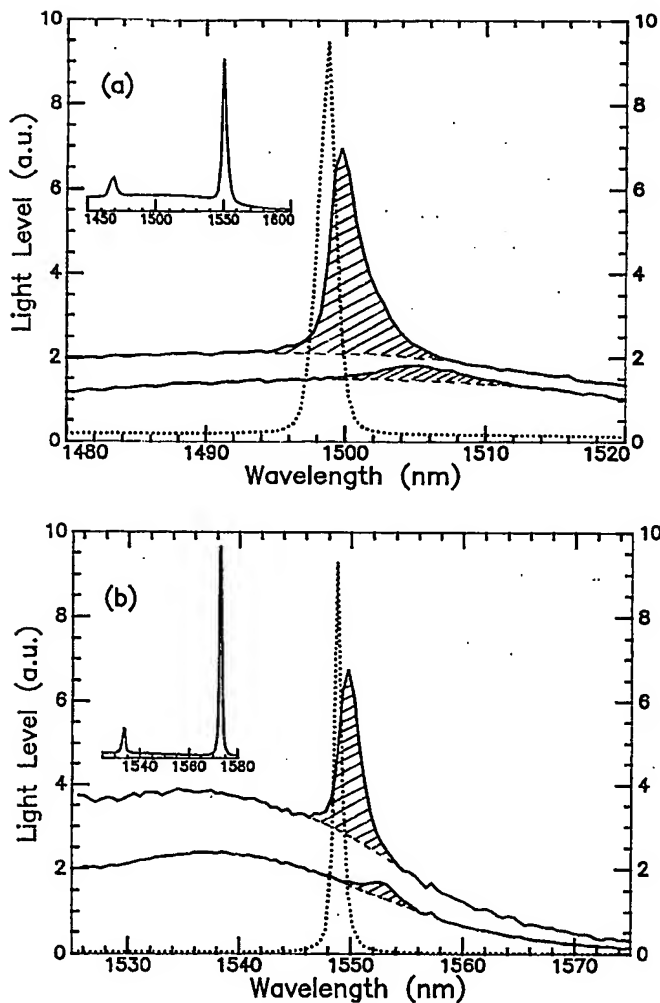 10 10
(a)
8 8
6 6
4 4
2 2
0 0
1450 1500 1550 1600
1480 1490 1500 1510 1520
Light Level (a.u.)
Wavelength (nm)
10 10
(b)
8 8
6 6
4 4
2 2
0 0
1540 1560 1580
1530 1540 1550 1560 1570
Light Level (a.u.)
Wavelength (nm)